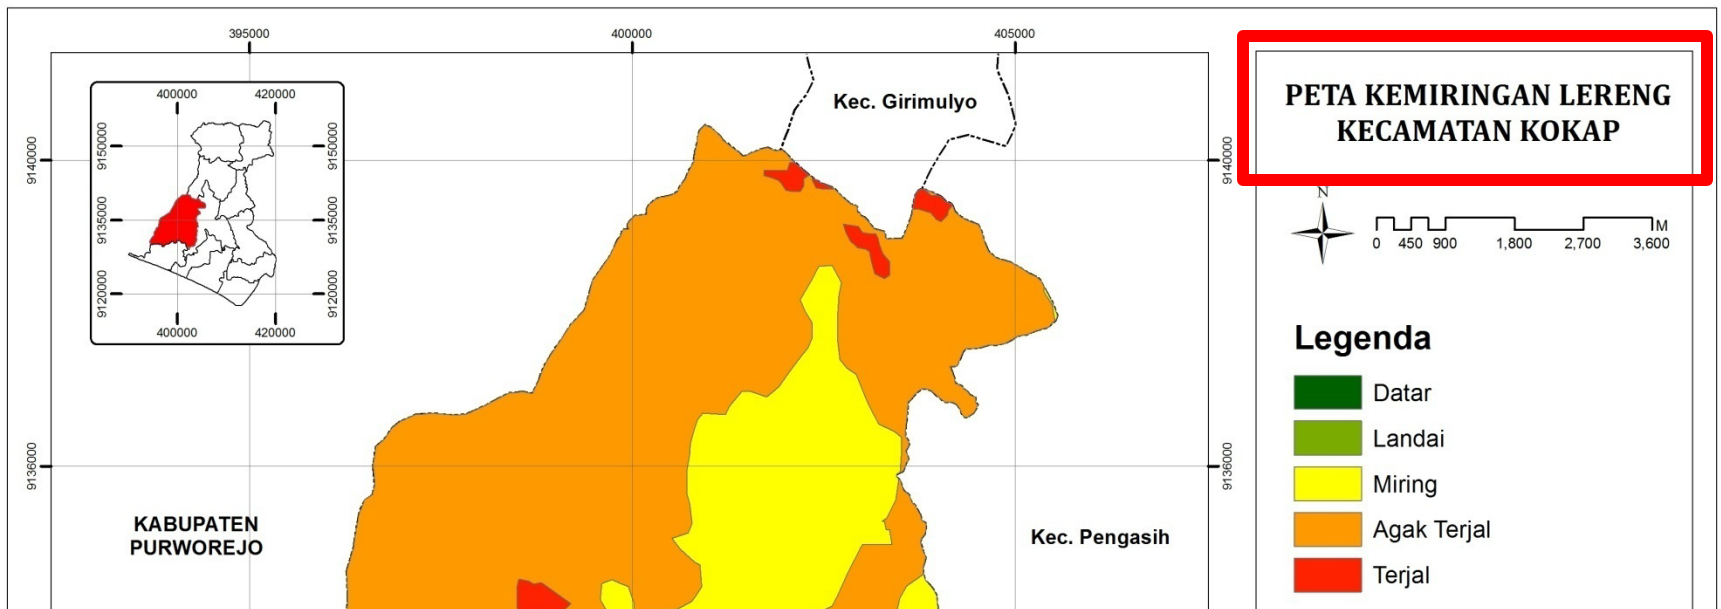 395000
400000
405000
400000
420000
9150000
9150000
9135000
9135000
9120000
9120000
400000
420000
9140000
9140000
9136000
9136000
Kec. Girimulyo
KABUPATEN
PURWOREJO
Kec. Pengasih
PETA KEMIRINGAN LERENG
KECAMATAN KOKAP
N
M
0 450 900 1,800 2,700 3,600
Legenda
Datar
Landai
Miring
Agak Terjal
Terjal